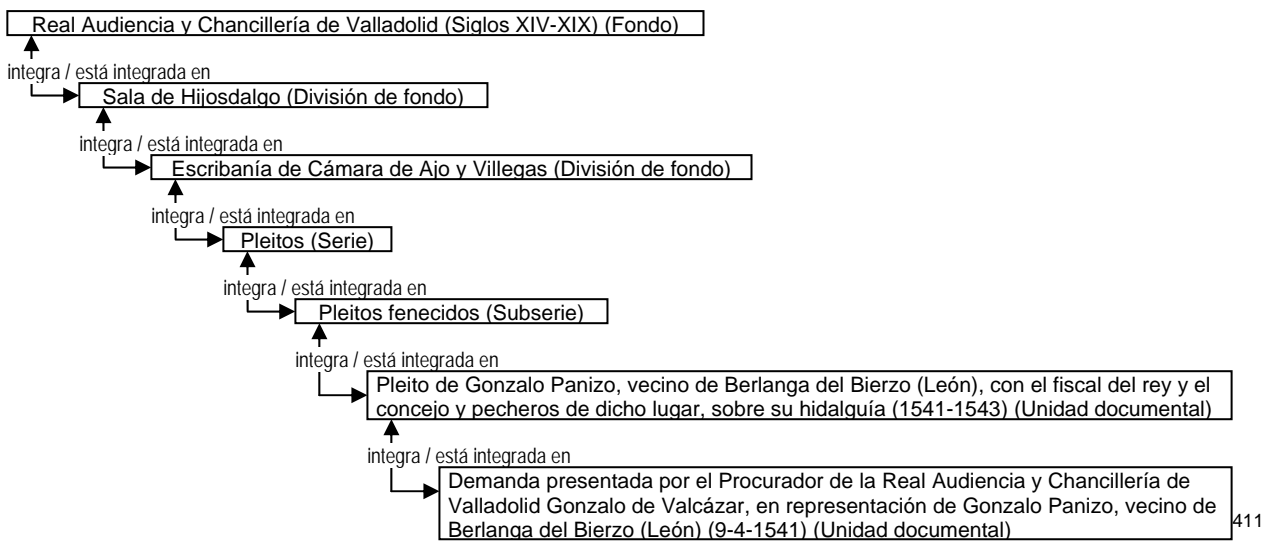 Real Audiencia y Chancillería de Valladolid (Siglos XIV-XIX) (Fondo)
integra / está integrada en
Sala de Hijosdalgo (División de fondo)
integra / está integrada en
Escribanía de Cámara de Ajo y Villegas (División de fondo)
integra / está integrada en
Pleitos (Serie)
integra / está integrada en
Pleitos fenecidos (Subserie)
integra / está integrada en
Pleito de Gonzalo Panizo, vecino de Berlanga del Bierzo (León), con el fiscal del rey y el
concejo y pecheros de dicho lugar, sobre su hidalguía (1541-1543) (Unidad documental)
integra / está integrada en
Demanda presentada por el Procurador de la Real Audiencia y Chancillería de
Valladolid Gonzalo de Valcázar, en representación de Gonzalo Panizo, vecino de
Berlanga del Bierzo (León) (9-4-1541) (Unidad documental)
411